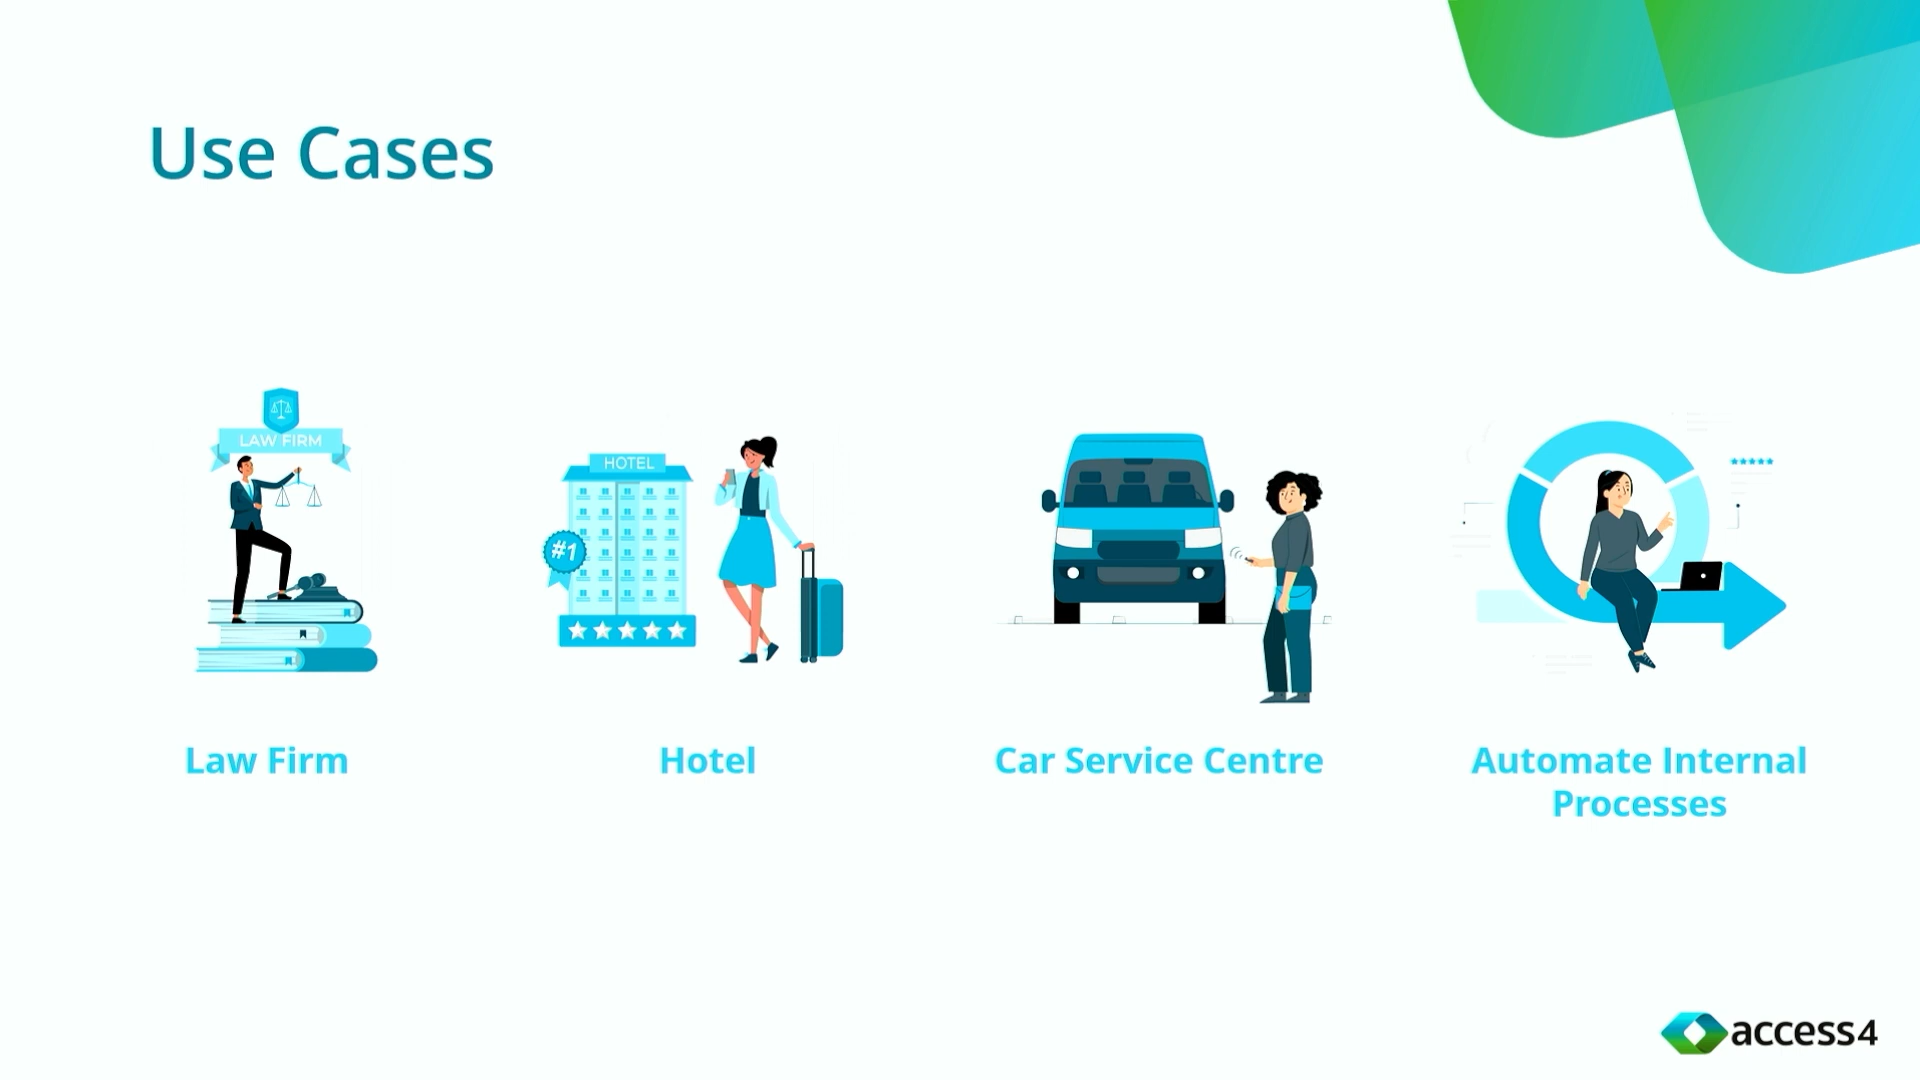 Use Cases
LAW FIRM
HOTEL
#1
Law Firm
Hotel
Car Service Centre
Automate Internal
Processes
access4